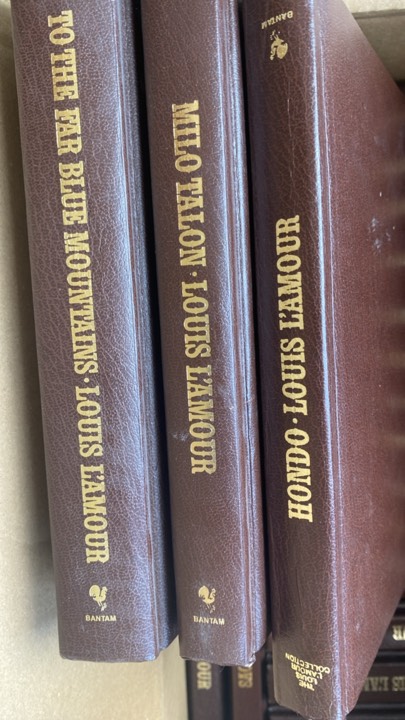 TO THE FAR BLUE MOUNTAINS · LOUIS L'AMOUR
BANTAM
MILO TALON · LOUIS L'AMOUR
BANTAM
THE
LOUIS
L'AMOUR
COLLECTION
HONDO · LOUIS L'AMOUR
BANTAM